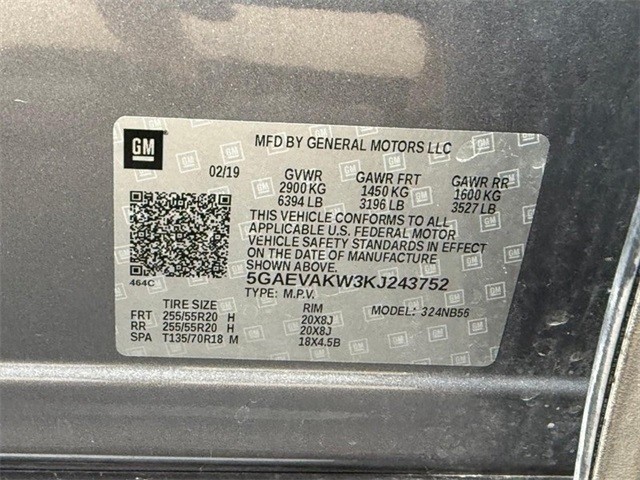 GM
MFD BY GENERAL MOTORS LLC
02/19 GVWR GAWR FRT GAWR RR
2900 KG 1450 KG 1600 KG
6394 LB 3196 LB 3527 LB
THIS VEHICLE CONFORMS TO ALL
APPLICABLE U.S. FEDERAL MOTOR
VEHICLE SAFETY STANDARDS IN EFFECT
ON THE DATE OF MANUFACTURE
SHOWN ABOVE.
464C 5GAEVAKW3KJ243752
TYPE: M.P.V. MODEL: 324NB56
TIRE SIZE RIM
FRT 255/55R20 H 20X8J
RR 255/55R20 H 20X8J
SPA T135/70R18 M 18X4.5B